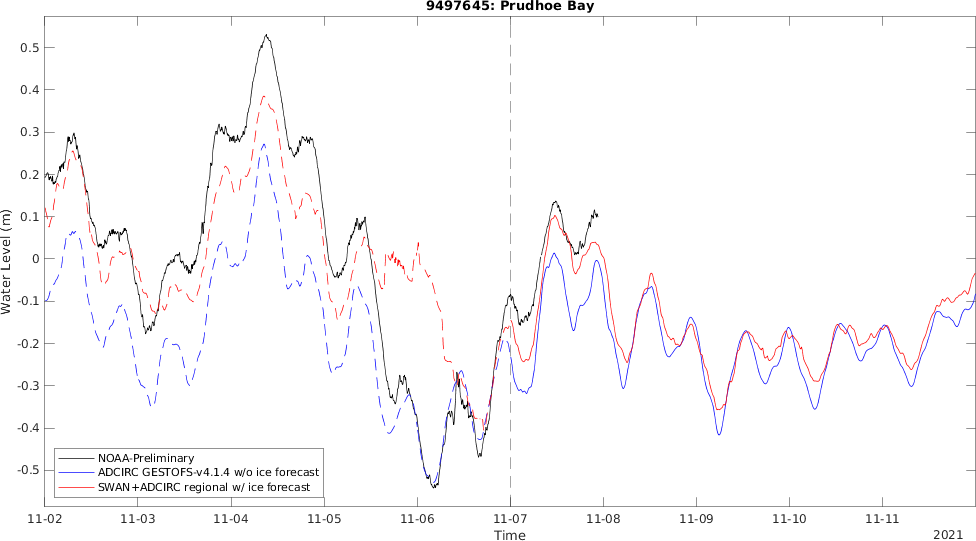 9497645: Prudhoe Bay
0.5
0.4
0.3
0.2
0.1
0
-0.1
-0.2
-0.3
-0.4
-0.5
Water Level (m)
NOAA-Preliminary
ADCIRC GESTOFS-v4.1.4 w/o ice forecast
SWAN+ADCIRC regional w/ ice forecast
11-02 11-03 11-04 11-05 11-06 11-07 11-08 11-09 11-10 11-11
Time
2021